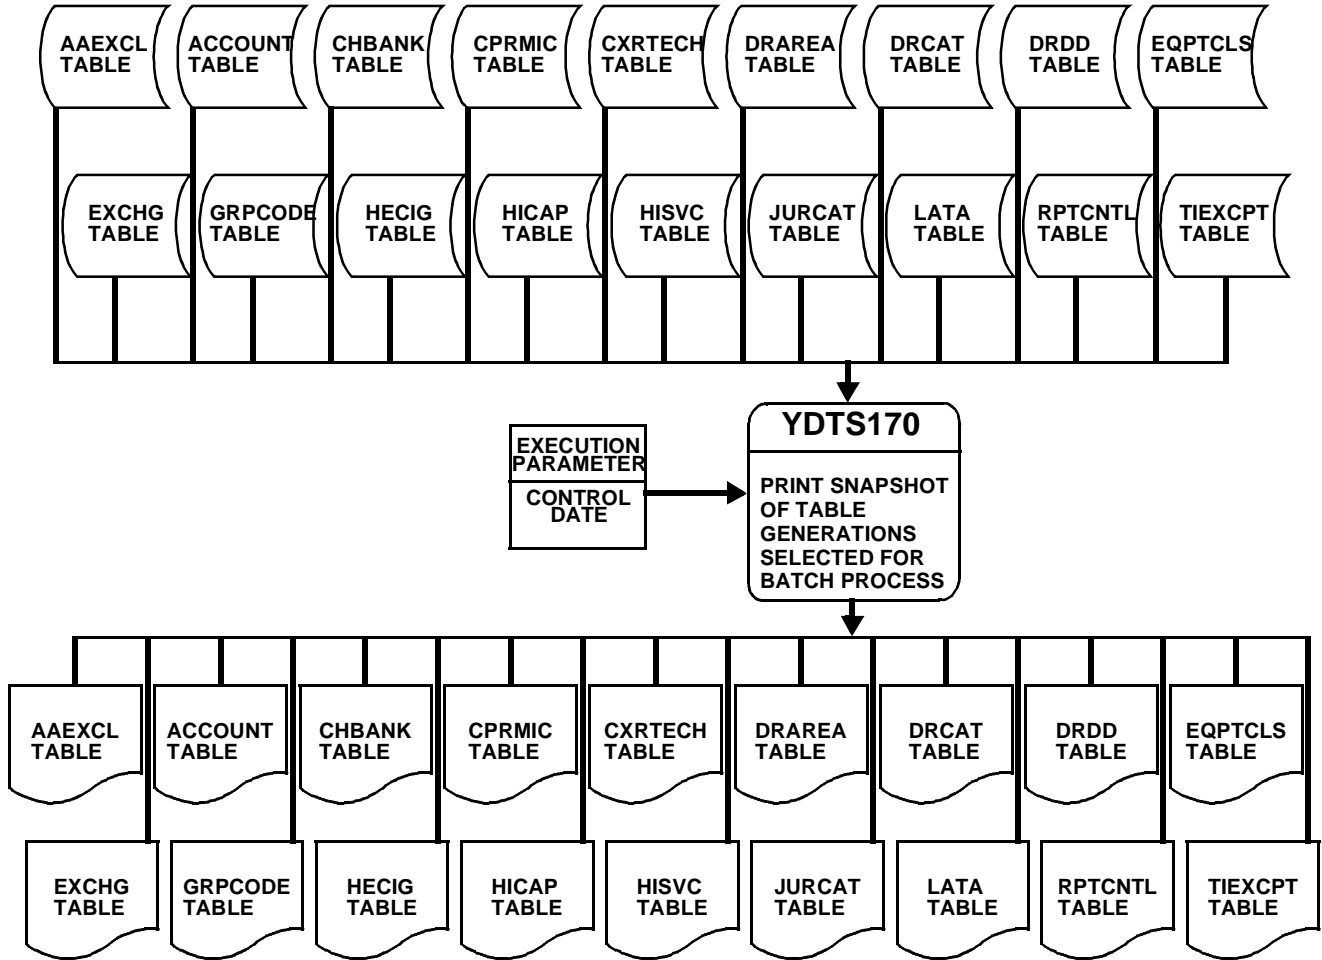 AAEXCL
TABLE
ACCOUNT
TABLE
CHBANK
TABLE
CPRMIC
TABLE
CXRTECH
TABLE
DRAREA
TABLE
DRCAT
TABLE
DRDD
TABLE
EQPTCLS
TABLE
EXCHG
TABLE
GRPCODE
TABLE
HECIG
TABLE
HICAP
TABLE
HISVC
TABLE
JURCAT
TABLE
LATA
TABLE
RPTCNTL
TABLE
TIEXCPT
TABLE
EXECUTION
PARAMETER
CONTROL
DATE
YDTS170
PRINT SNAPSHOT
OF TABLE
GENERATIONS
SELECTED FOR
BATCH PROCESS
AAEXCL
TABLE
ACCOUNT
TABLE
CHBANK
TABLE
CPRMIC
TABLE
CXRTECH
TABLE
DRAREA
TABLE
DRCAT
TABLE
DRDD
TABLE
EQPTCLS
TABLE
EXCHG
TABLE
GRPCODE
TABLE
HECIG
TABLE
HICAP
TABLE
HISVC
TABLE
JURCAT
TABLE
LATA
TABLE
RPTCNTL
TABLE
TIEXCPT
TABLE